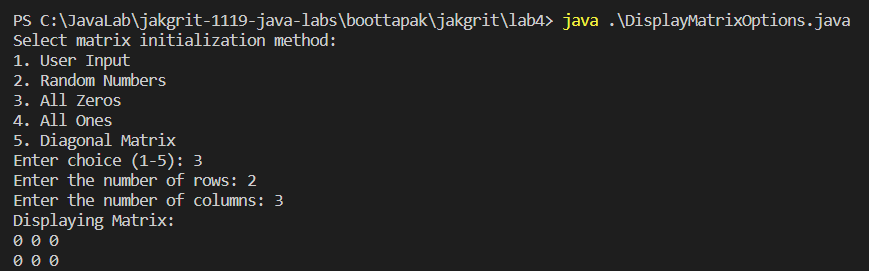 PS C:\JavaLab\jakgrit-1119-java-labs\boottapak\jakgrit\lab4> java .\DisplayMatrixOptions.java
Select matrix initialization method:
1. User Input
2. Random Numbers
3. All Zeros
4. All Ones
5. Diagonal Matrix
Enter choice (1-5): 3
Enter the number of rows: 2
Enter the number of columns: 3
Displaying Matrix:
0 0 0
0 0 0